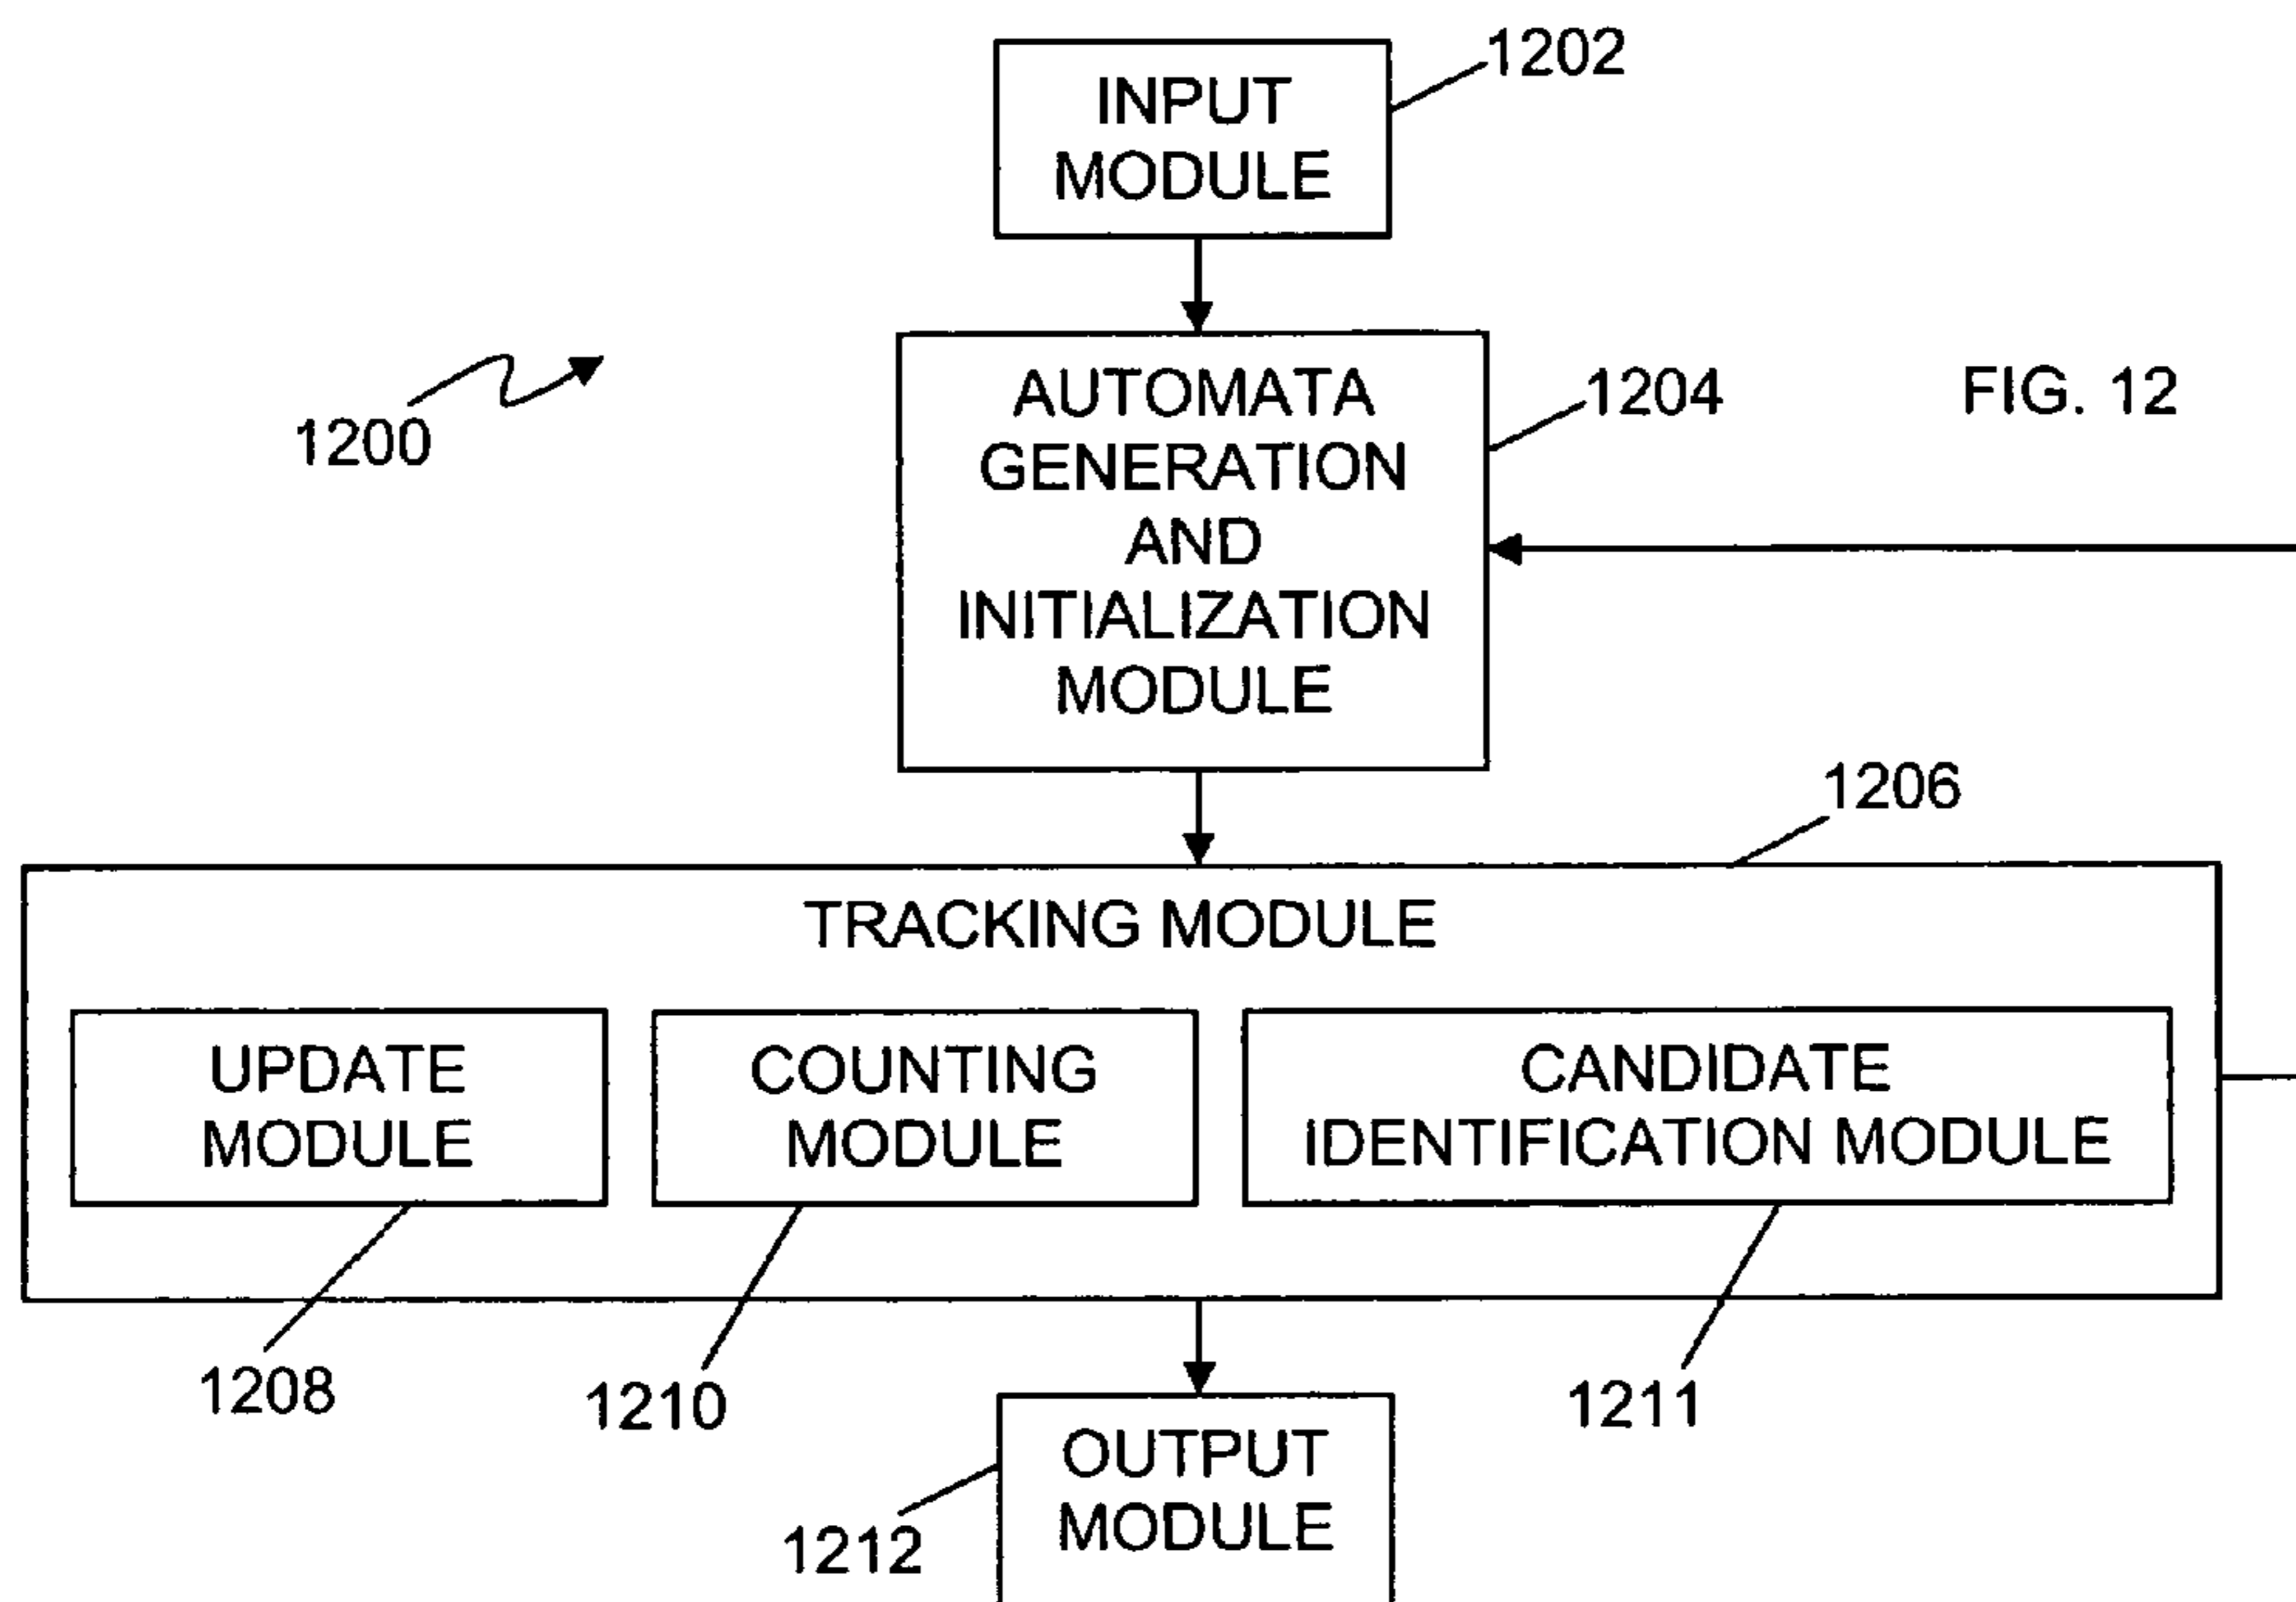 1202
INPUT
MODULE
1200
AUTOMATA
GENERATION
AND
INITIALIZATION
MODULE
1204
FIG. 12
1206
TRACKING MODULE
UPDATE
MODULE
COUNTING
MODULE
CANDIDATE
IDENTIFICATION MODULE
1208
1210
1211
OUTPUT
MODULE
1212